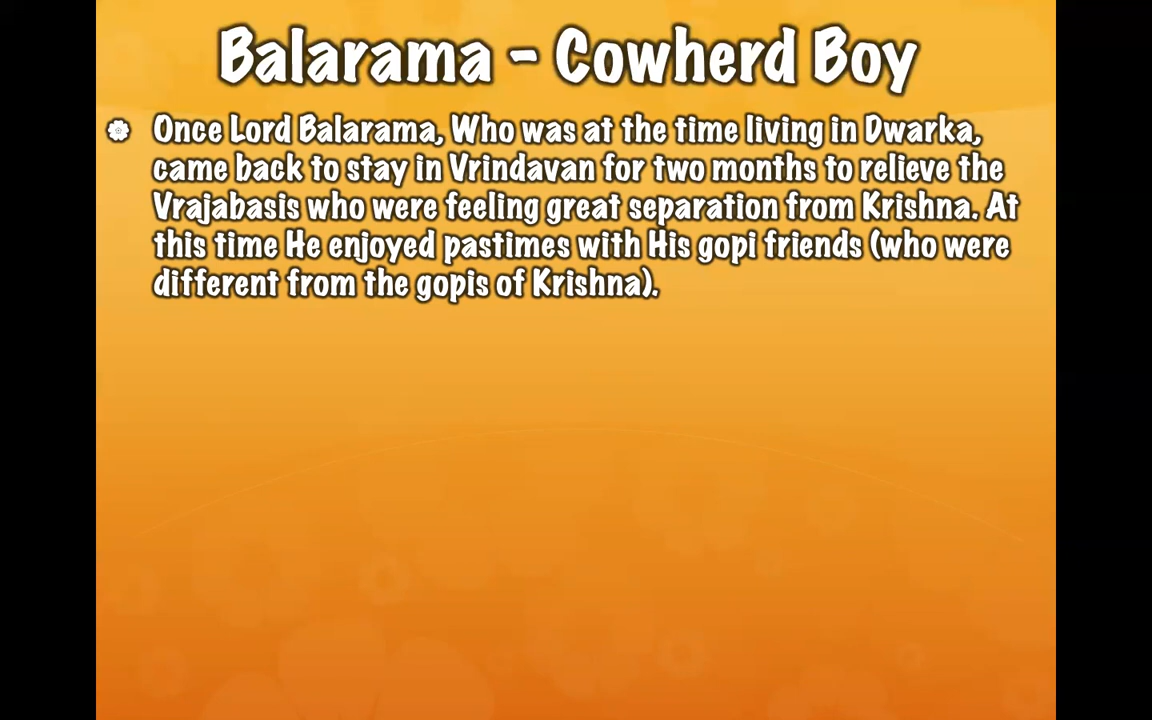 Balarama - Cowherd Boy
Once Lord Balarama, Who was at the time living in Dwarka,
came back to stay in Vrindavan for two months to relieve the
Vrajabasis who were feeling great separation from Krishna. At
this time He enjoyed pastimes with His gopi friends (who were
different from the gopis of Krishna).